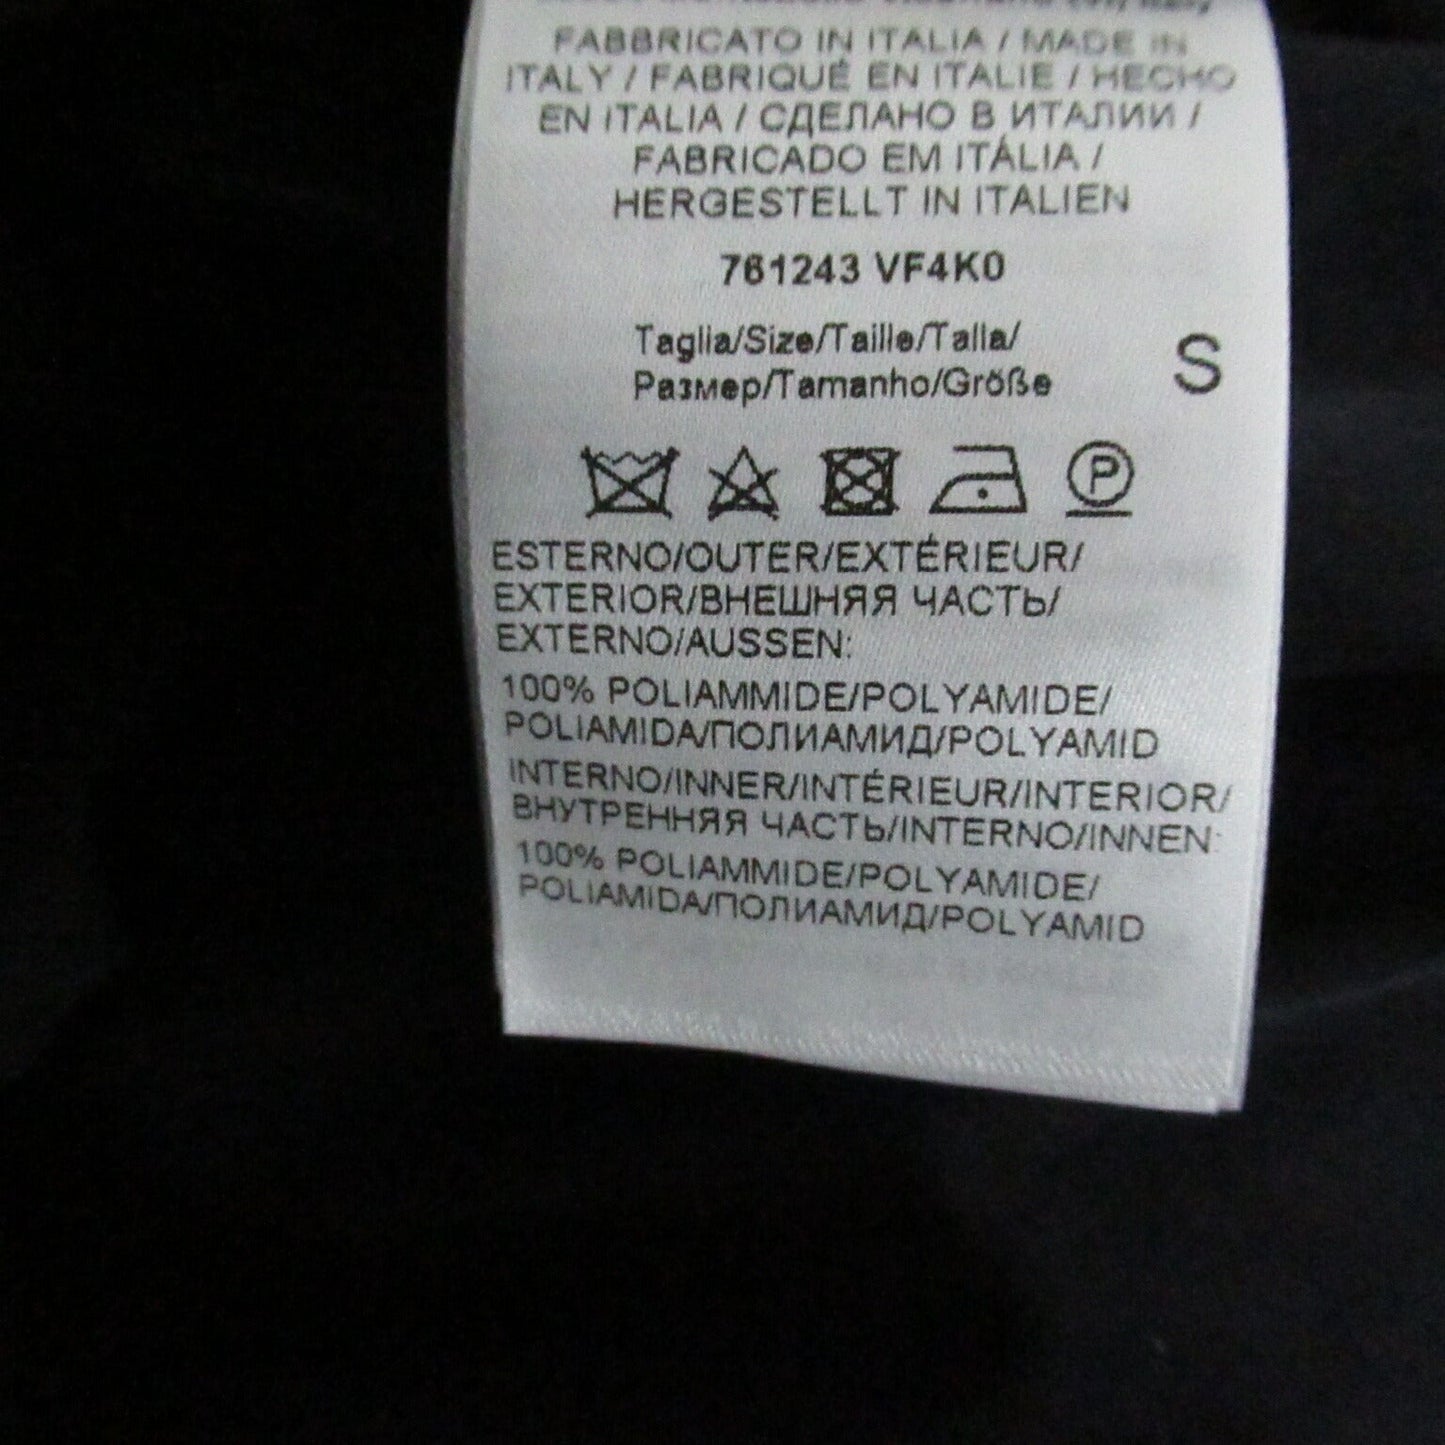 FABBRICATO IN ITALIA / MADE IN
ITALY / FABRIQUÉ EN ITALIE / HECHO
EN ITALIA / СДЕЛАНО В ИТАЛИИ /
FABRICADO EM ITÁLIA /
HERGESTELLT IN ITALIEN
761243 VF4K0
Taglia/Size/Taille/Talla/
Размер/Tamanho/Größe
S
P
ESTERNO/OUTER/EXTÉRIEUR/
EXTERIOR/ВНЕШНЯЯ ЧАСТЬ/
EXTERNO/AUSSEN:
100% POLIAMMIDE/POLYAMIDE/
POLIAMIDA/ПОЛИАМИД/POLYAMID
INTERNO/INNER/INTÉRIEUR/INTERIOR/
ВНУТРЕННЯЯ ЧАСТЬ/INTERNO/INNEN:
100% POLIAMMIDE/POLYAMIDE/
POLIAMIDA/ПОЛИАМИД/POLYAMID